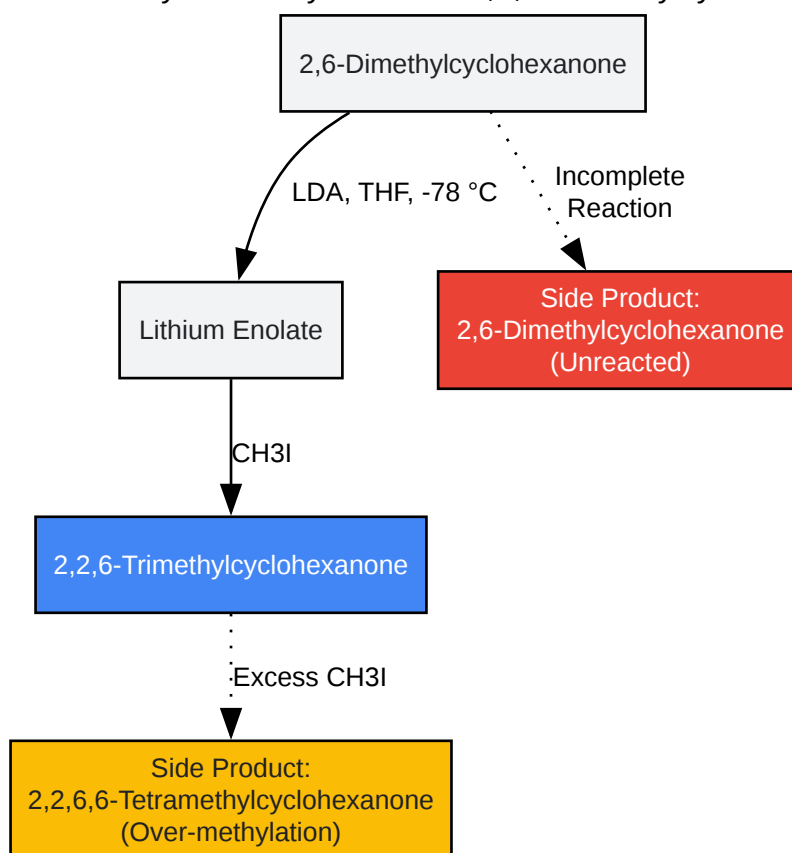 2,6-Dimethylcyclohexanone
LDA, THF, -78 °C
Incomplete
Reaction
Lithium Enolate
Side Product:
2,6-Dimethylcyclohexanone
(Unreacted)
CH3I
2,2,6-Trimethylcyclohexanone
Excess CH3I
Side Product:
2,2,6,6-Tetramethylcyclohexanone
(Over-methylation)